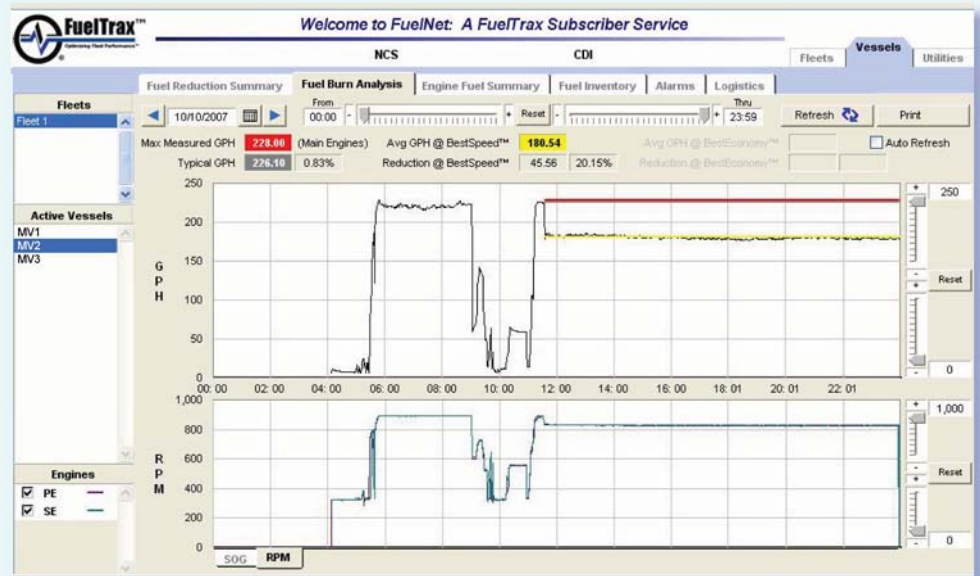 FuelTrax™
Optimizing Fluid Performance™
®
Welcome to FuelNet: A FuelTrax Subscriber Service
NCS CDI
Fleets Vessels Utilities
Fuel Reduction Summary Fuel Burn Analysis Engine Fuel Summary Fuel Inventory Alarms Logistics
Fleets
Fleet 1
10/10/2007 From 00:00 - + Reset - + Thru 23:59 Refresh Print
Max Measured GPH 228.00 (Main Engines) Avg GPH @ BestSpeed™ 180.54 Avg GPH @ BestEconomy™ Auto Refresh
Typical GPH 226.10 0.83% Reduction @ BestSpeed™ 45.56 20.15% Reduction @ BestEconomy™
Active Vessels
MV1
MV2
MV3
GPH
250
200
150
100
50
0
00:00 02:00 04:00 06:00 08:00 10:00 12:00 14:00 16:00 18:01 20:01 22:01
+ 250
-
Reset
+
- 0
Engines
PE
SE
RPM
1,000
800
600
400
200
0
+ 1,000
-
Reset
+
- 0
SOG RPM